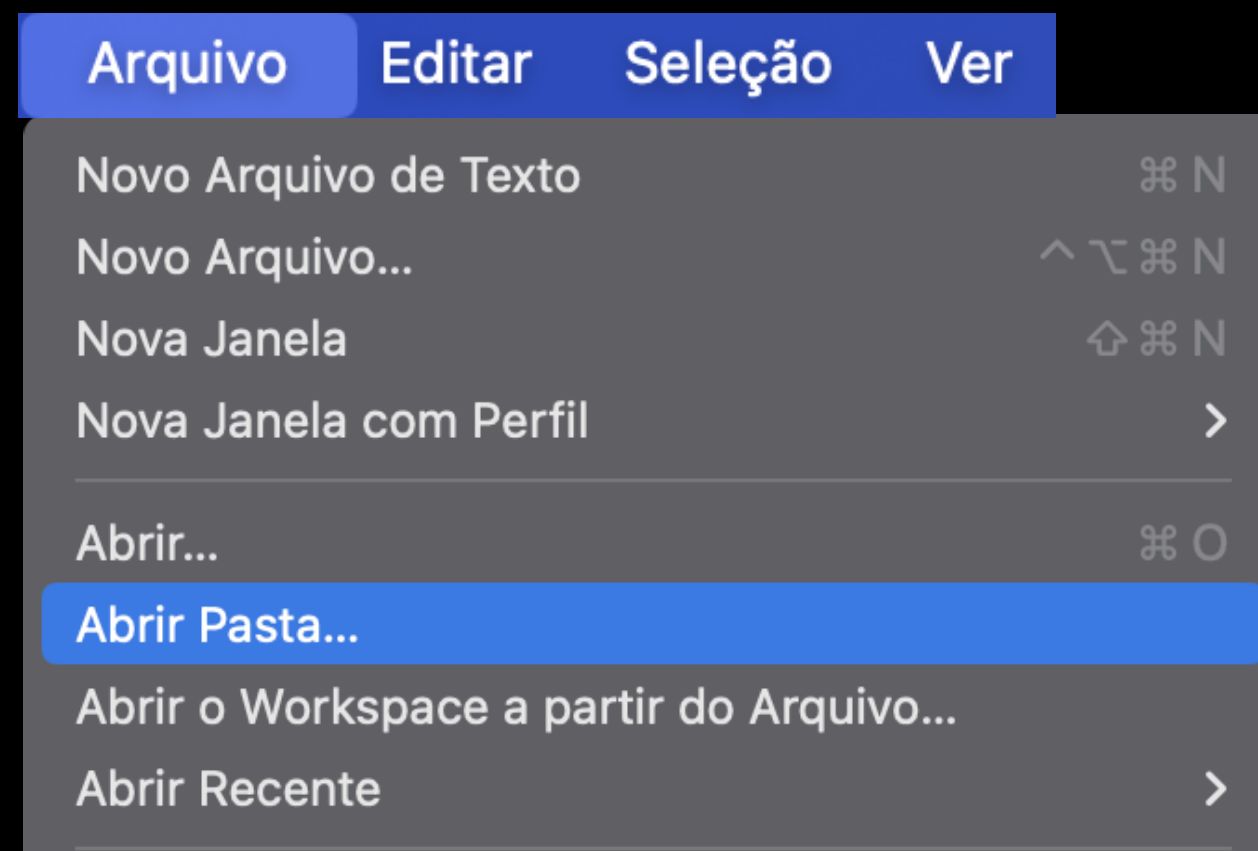 Arquivo Editar Seleção Ver
Novo Arquivo de Texto ⌘ N
Novo Arquivo... ⌃ ⌥ ⌘ N
Nova Janela ⇧ ⌘ N
Nova Janela com Perfil
Abrir... ⌘ O
Abrir Pasta...
Abrir o Workspace a partir do Arquivo...
Abrir Recente